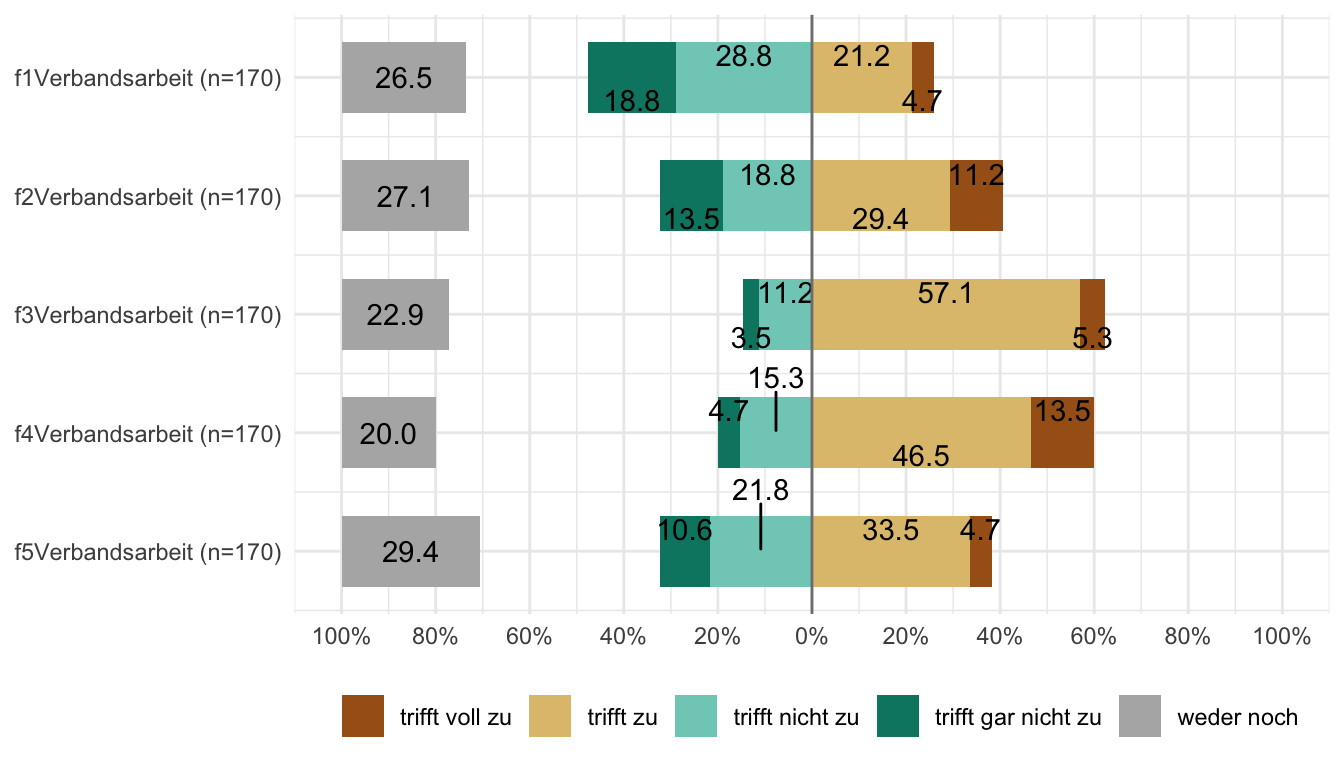 f1Verbandsarbeit (n=170) 26.5 18.8 28.8 21.2 4.7
f2Verbandsarbeit (n=170) 27.1 13.5 18.8 29.4 11.2
f3Verbandsarbeit (n=170) 22.9 3.5 11.2 57.1 5.3
f4Verbandsarbeit (n=170) 20.0 4.7 15.3 46.5 13.5
f5Verbandsarbeit (n=170) 29.4 10.6 21.8 33.5 4.7
100% 80% 60% 40% 20% 0% 20% 40% 60% 80% 100%
trifft voll zu trifft zu trifft nicht zu trifft gar nicht zu weder noch